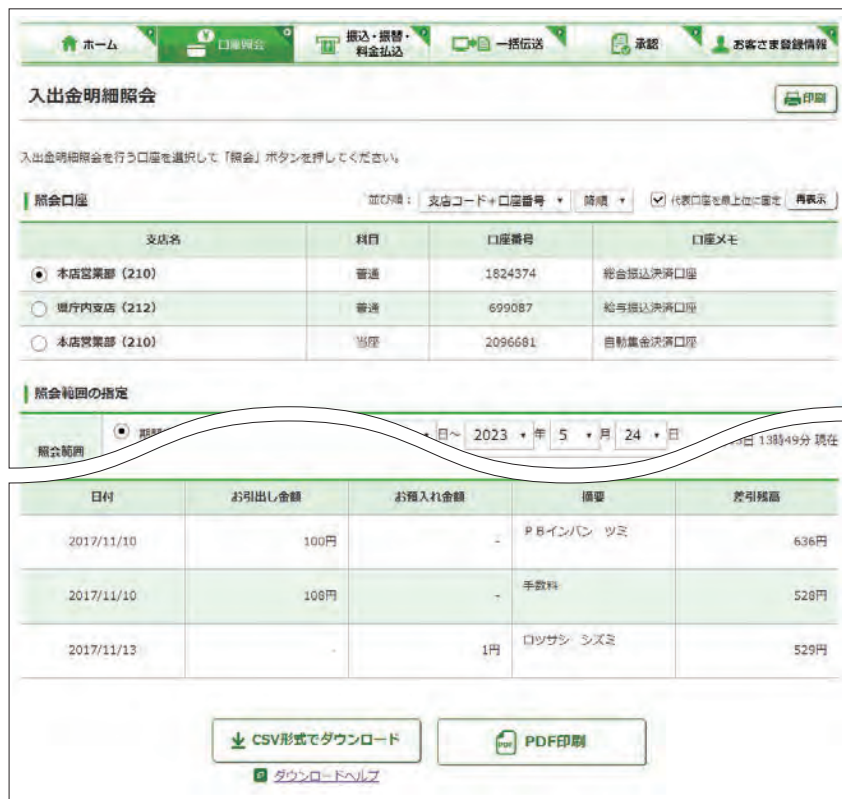 ホーム
口座照会
振込・振替・
料金払込
一括伝送
承認
お客さま登録情報
入出金明細照会
印刷
入出金明細照会を行う口座を選択して「照会」ボタンを押してください。
照会口座
並び順： 支店コード+口座番号 降順 代表口座を最上位に固定 再表示
支店名 科目 口座番号 口座メモ
本店営業部（210） 普通 1824374 総合振込決済口座
県庁内支店（212） 普通 699087 給与振込決済口座
本店営業部（210） 当座 2096681 自動集金決済口座
照会範囲の指定
照会範囲
日～ 2023 年 5 月 24 日
日 13時49分 現在
日付 お引出し金額 お預入れ金額 摘要 差引残高
2017/11/10 100円 - PBインバン ツミ 636円
2017/11/10 108円 - 手数料 528円
2017/11/13 - 1円 ロッサシ シズミ 529円
CSV形式でダウンロード
PDF PDF印刷
ダウンロードヘルプ